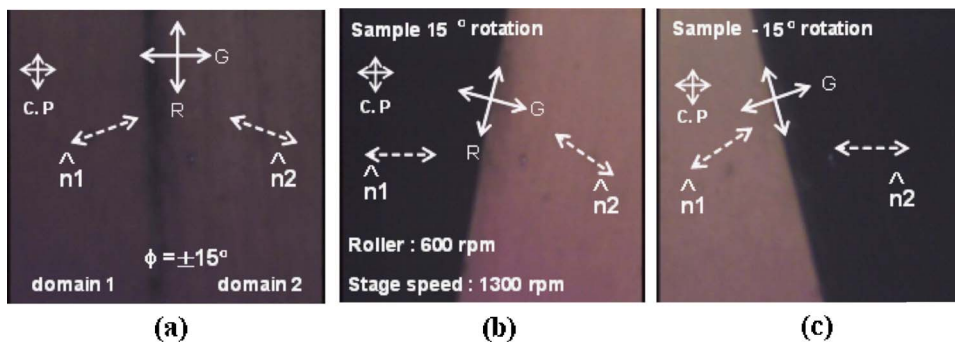 G
C.P
R
^
n1
^
n2
ϕ = ±15°
domain 1
domain 2
(a)
Sample 15 ° rotation
C.P
G
R
^
n1
^
n2
Roller : 600 rpm
Stage speed : 1300 rpm
(b)
Sample - 15° rotation
G
C.P
^
n1
^
n2
(c)